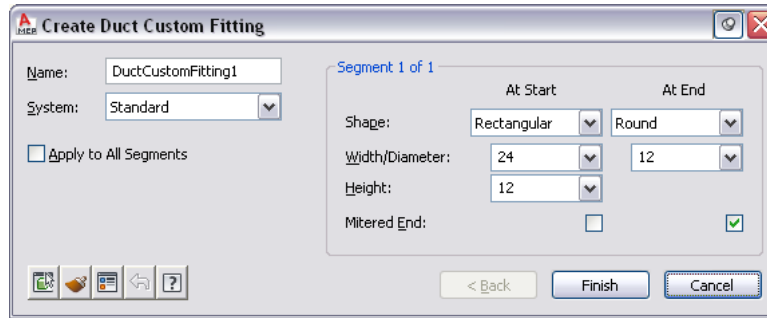 MEP Create Duct Custom Fitting
Name: DuctCustomFitting1
System: Standard
Apply to All Segments
Segment 1 of 1
At Start At End
Shape: Rectangular Round
Width/Diameter: 24 12
Height: 12
Mitered End:
< Back Finish Cancel